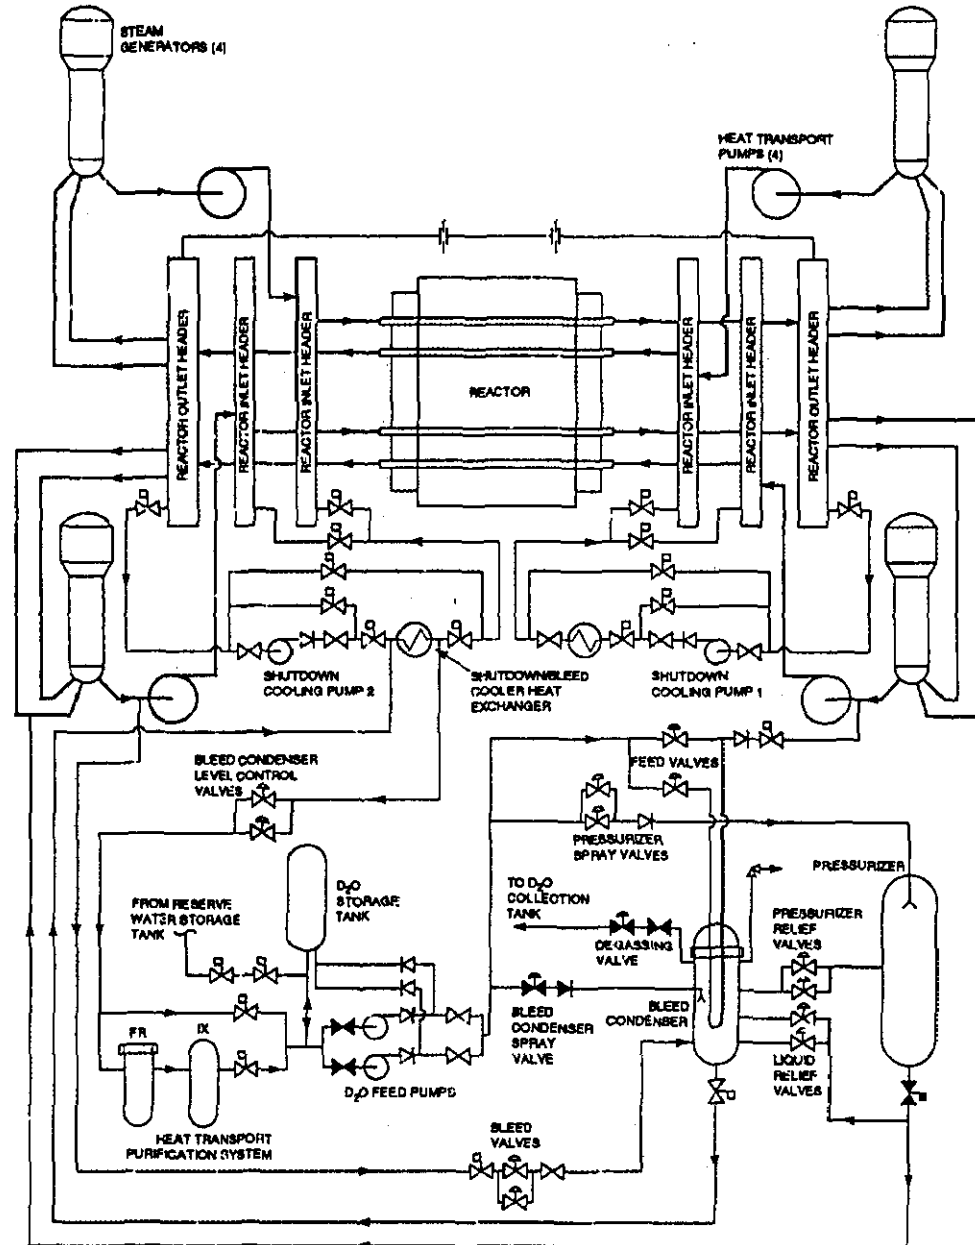 STEAM
GENERATORS (4)
HEAT TRANSPORT
PUMPS (4)
REACTOR OUTLET HEADER
REACTOR INLET HEADER
REACTOR INLET HEADER
REACTOR
REACTOR INLET HEADER
REACTOR INLET HEADER
REACTOR OUTLET HEADER
SHUTDOWN
COOLING PUMP 2
SHUTDOWN/BLEED
COOLER HEAT
EXCHANGER
SHUTDOWN
COOLING PUMP 1
BLEED CONDENSER
LEVEL CONTROL
VALVES
FEED VALVES
PRESSURIZER
SPRAY VALVES
PRESSURIZER
D₂O
STORAGE
TANK
TO D₂O
COLLECTION
TANK
FROM RESERVE
WATER STORAGE
TANK
PRESSURIZER
RELIEF
VALVES
DEGASSING
VALVE
BLEED
CONDENSER
BLEED
CONDENSER
SPRAY
VALVE
FR
IX
LIQUID
RELIEF
VALVES
D₂O FEED PUMPS
HEAT TRANSPORT
PURIFICATION SYSTEM
BLEED
VALVES